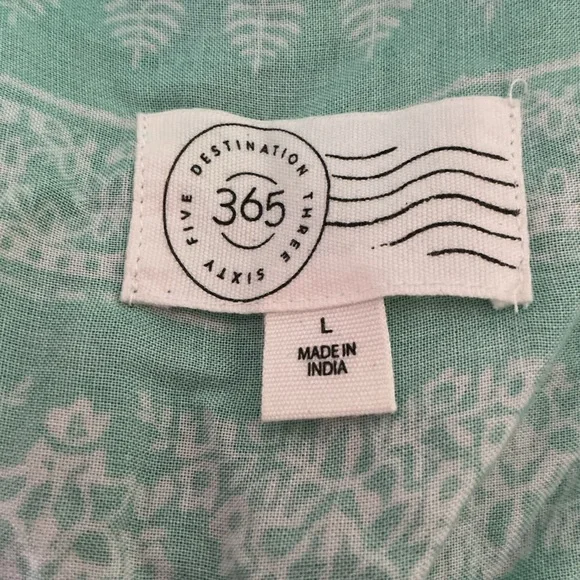 DESTINATION THREE SIXTY FIVE
365
L
MADE IN
INDIA